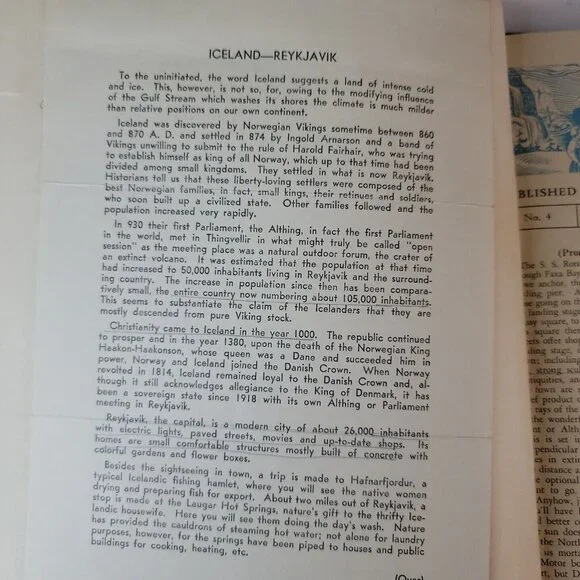 ICELAND—REYKJAVIK
To the uninitiated, the word Iceland suggests a land of intense cold
and ice. This, however, is not so, for, owing to the modifying influence
of the Gulf Stream which washes its shores the climate is much milder
than relative positions on our own continent.
Iceland was discovered by Norwegian Vikings sometime between 860
and 870 A. D. and settled in 874 by Ingold Arnarson and a band of
Vikings unwilling to submit to the rule of Harold Fairhair, who was trying
to establish himself as king of all Norway, which up to that time had been
divided among small kingdoms. They settled in what is now Reykjavik.
Historians tell us that these liberty-loving settlers were composed of the
best Norwegian families, in fact, small kings, their retinues and soldiers,
who soon built up a civilized state. Other families followed and the
population increased very rapidly.
In 930 their first Parliament, the Althing, in fact the first Parliament
in the world, met in Thingvellir in what might truly be called "open
session" as the meeting place was a natural outdoor forum, the crater of
an extinct volcano. It was estimated that the population at that time
had increased to 50,000 inhabitants living in Reykjavik and the surround-
ing country. The increase in population since then has been compara-
tively small, the entire country now numbering about 105,000 inhabitants.
This seems to substantiate the claim of the Icelanders that they are
mostly descended from pure Viking stock.
Christianity came to Iceland in the year 1000. The republic continued
to prosper and in the year 1380, upon the death of the Norwegian King
Haakon-Haakonson, whose queen was a Dane and succeeded him in
power, Norway and Iceland joined the Danish Crown. When Norway
revolted in 1814, Iceland remained loyal to the Danish Crown and, al-
though it still acknowledges allegiance to the King of Denmark, it has
been a sovereign state since 1918 with its own Althing or Parliament
meeting in Reykjavik.
Reykjavik, the capital, is a modern city of about 26,000 inhabitants
with electric lights, paved streets, movies and up-to-date shops. Its
homes are small comfortable structures mostly built of concrete with
colorful gardens and flower boxes.
Besides the sightseeing in town, a trip is made to Hafnarfjordur, a
typical Icelandic fishing hamlet, where you will see the native women
drying and preparing fish for export. About two miles out of Reykjavik, a
stop is made at the Laugar Hot Springs, nature's gift to the thrifty Ice-
landic housewife. Here you will see them doing the day's wash. Nature
has provided the cauldrons of steaming hot water; not alone for laundry
purposes, however, for the springs have been piped to houses and public
buildings for cooking, heating, etc.
(Over)
BLISHED
No. 4